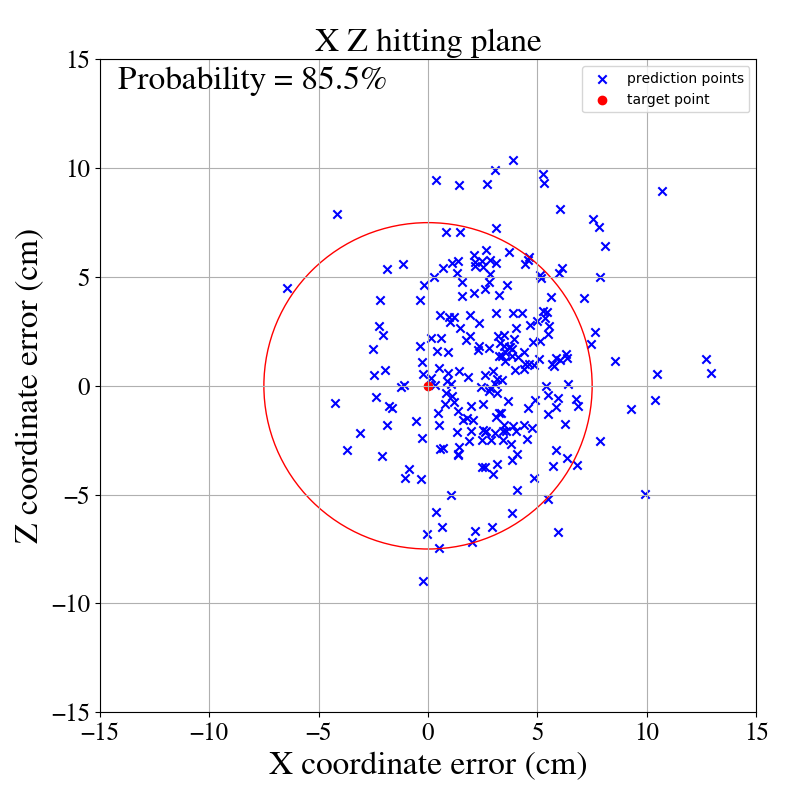 X Z hitting plane
Probability = 85.5%
prediction points
target point
Z coordinate error (cm)
15
10
5
0
−5
−10
−15
−15
−10
−5
0
5
10
15
X coordinate error (cm)